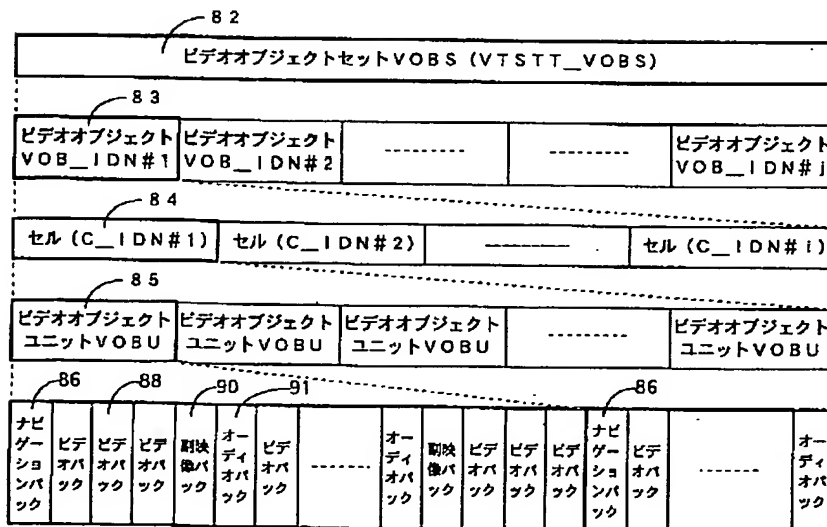 82
ビデオオブジェクトセットVOBS(VTSTT__VOBS)
83
ビデオオブジェクト
VOB__IDN#1
ビデオオブジェクト
VOB__IDN#2
ビデオオブジェクト
VOB__IDN#j
84
セル(C__IDN#1)
セル(C__IDN#2)
セル(C__IDN#i)
85
ビデオオブジェクト
ユニットVOBU
ビデオオブジェクト
ユニットVOBU
ビデオオブジェクト
ユニットVOBU
ビデオオブジェクト
ユニットVOBU
86
88
90
91
86
ナビゲーションパック
ビデオパック
ビデオパック
ビデオパック
副映像パック
オーディオパック
ビデオパック
オーディオパック
副映像パック
ビデオパック
ビデオパック
ビデオパック
ナビゲーションパック
ビデオパック
オーディオパック